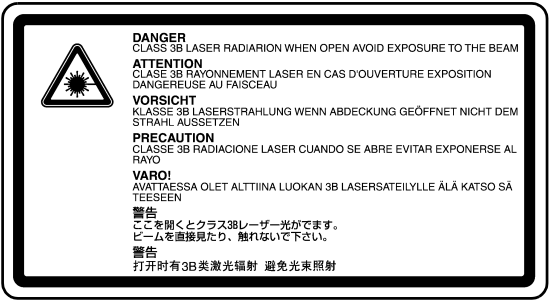 DANGER
CLASS 3B LASER RADIARION WHEN OPEN AVOID EXPOSURE TO THE BEAM
ATTENTION
CLASE 3B RAYONNEMENT LASER EN CAS D'OUVERTURE EXPOSITION
DANGEREUSE AU FAISCEAU
VORSICHT
KLASSE 3B LASERSTRAHLUNG WENN ABDECKUNG GEÖFFNET NICHT DEM
STRAHL AUSSETZEN
PRECAUTION
CLASSE 3B RADIACIONE LASER CUANDO SE ABRE EVITAR EXPONERSE AL
RAYO
VARO!
AVATTAESSA OLET ALTTIINA LUOKAN 3B LASERSATEILYLLE ÄLÄ KATSO SÄ
TEESEEN
警告
ここを開くとクラス3Bレーザー光がでます。
ビームを直接見たり、触れないで下さい。
警告
打开时有3B类激光辐射 避免光束照射